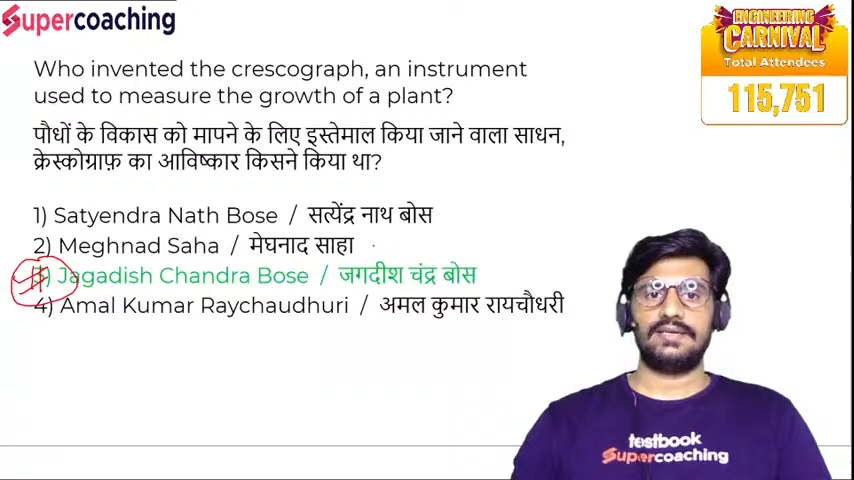 Supercoaching
ENGINEERING
CARNIVAL
Total Attendees
115,751
Who invented the crescograph, an instrument
used to measure the growth of a plant?
पौधों के विकास को मापने के लिए इस्तेमाल किया जाने वाला साधन,
क्रेस्कोग्राफ़ का आविष्कार किसने किया था?
1) Satyendra Nath Bose / सत्येंद्र नाथ बोस
2) Meghnad Saha / मेघनाद साहा
3) Jagadish Chandra Bose / जगदीश चंद्र बोस
4) Amal Kumar Raychaudhuri / अमल कुमार रायचौधरी
testbook
Supercoaching